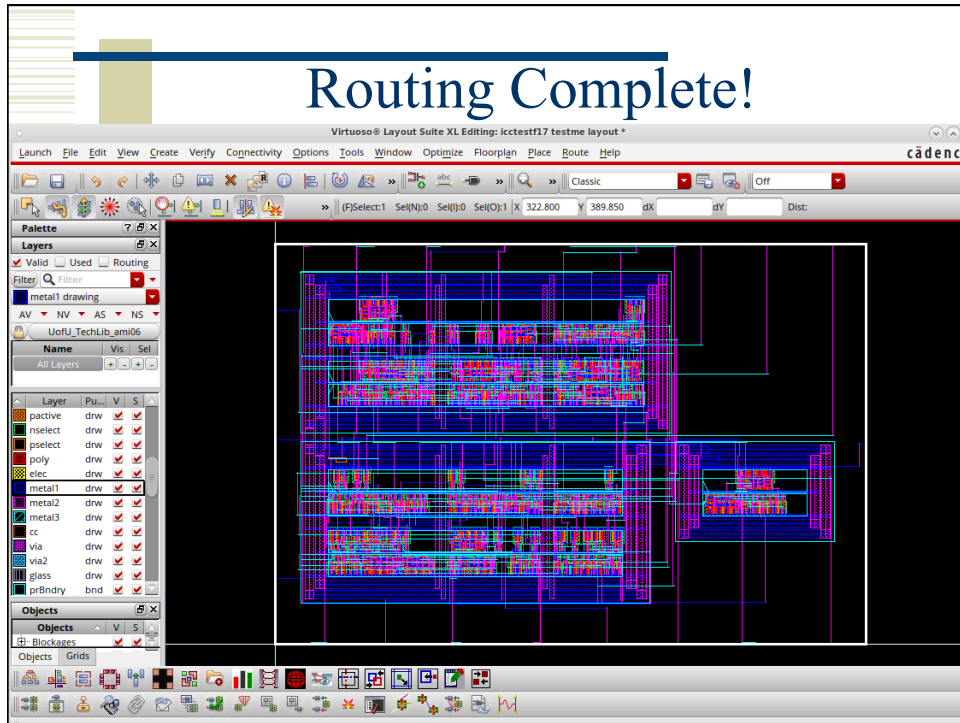 Routing Complete!
Virtuoso® Layout Suite XL Editing: icctestf17 testme layout *
Launch File Edit View Create Verify Connectivity Options Tools Window Optimize Floorplan Place Route Help
cādenc
abc » » » Classic Off
» (F)Select:1 Sel(N):0 Sel(I):0 Sel(O):1 X 322.800 Y 389.850 dX dY Dist:
Palette
Layers
Valid Used Routing
Filter Filter
metal1 drawing
AV NV AS NS
UofU_TechLib_ami06
Name Vis Sel
All Layers + - + -
Layer Pu... V S
pactive drw
nselect drw
pselect drw
poly drw
elec drw
metal1 drw
metal2 drw
metal3 drw
cc drw
via drw
via2 drw
glass drw
prBndry bnd
Objects
Objects V S
Blockages
Objects Grids